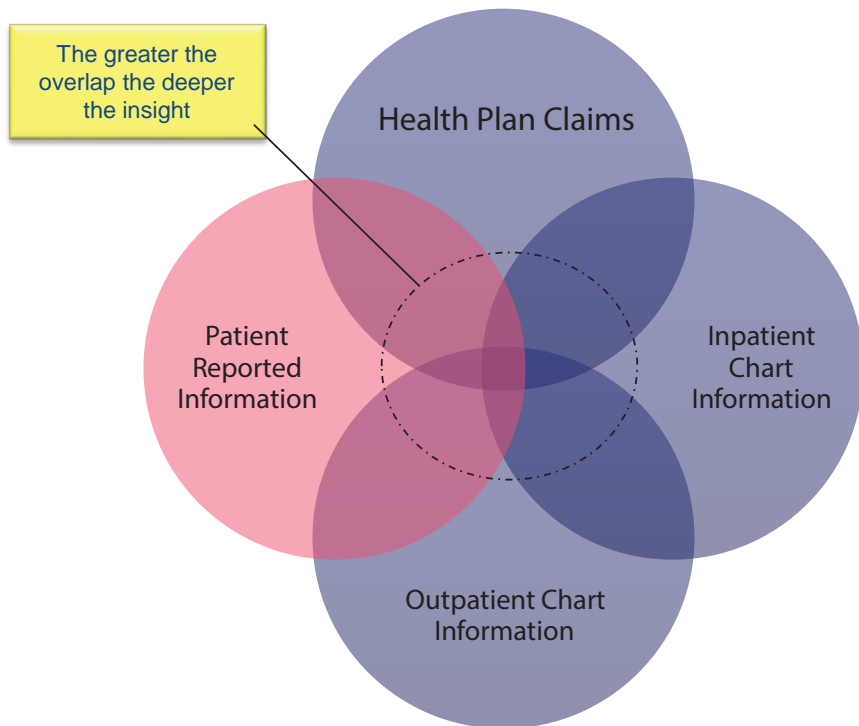 The greater the
overlap the deeper
the insight
Health Plan Claims
Patient
Reported
Information
Inpatient
Chart
Information
Outpatient Chart
Information